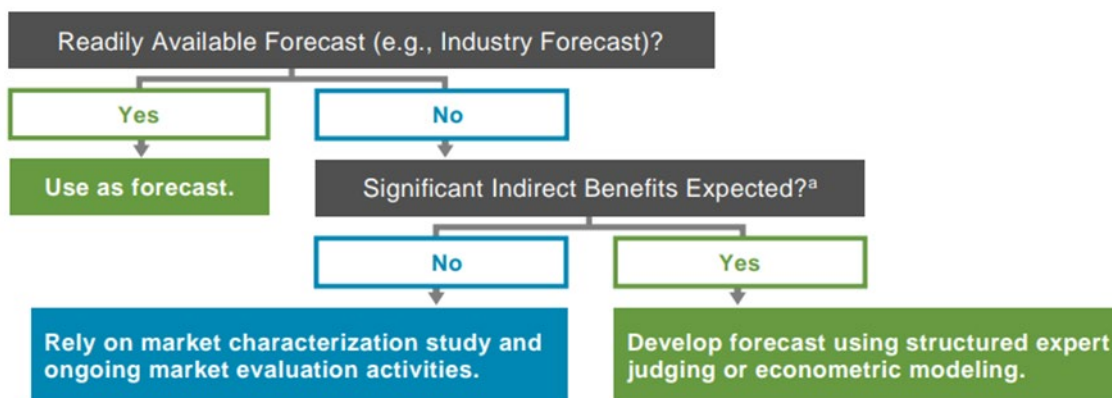 Readily Available Forecast (e.g., Industry Forecast)?
Yes
No
Use as forecast.
Significant Indirect Benefits Expected?ᵃ
No
Yes
Rely on market characterization study and
ongoing market evaluation activities.
Develop forecast using structured expert
judging or econometric modeling.